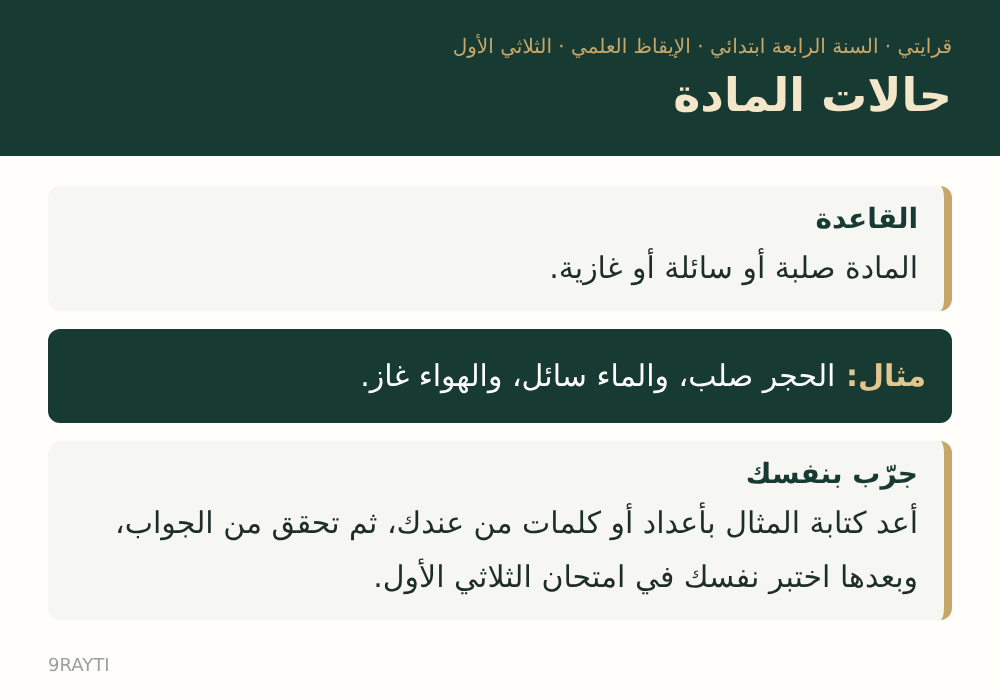 قرايتي · السنة الرابعة ابتدائي · الإيقاظ العلمي · الثلاثي الأول
حالات المادة
القاعدة
المادة صلبة أو سائلة أو غازية.
مثال: الحجر صلب، والماء سائل، والهواء غاز.
جرّب بنفسك
أعد كتابة المثال بأعداد أو كلمات من عندك، ثم تحقق من الجواب،
وبعدها اختبر نفسك في امتحان الثلاثي الأول.
9RAYTI